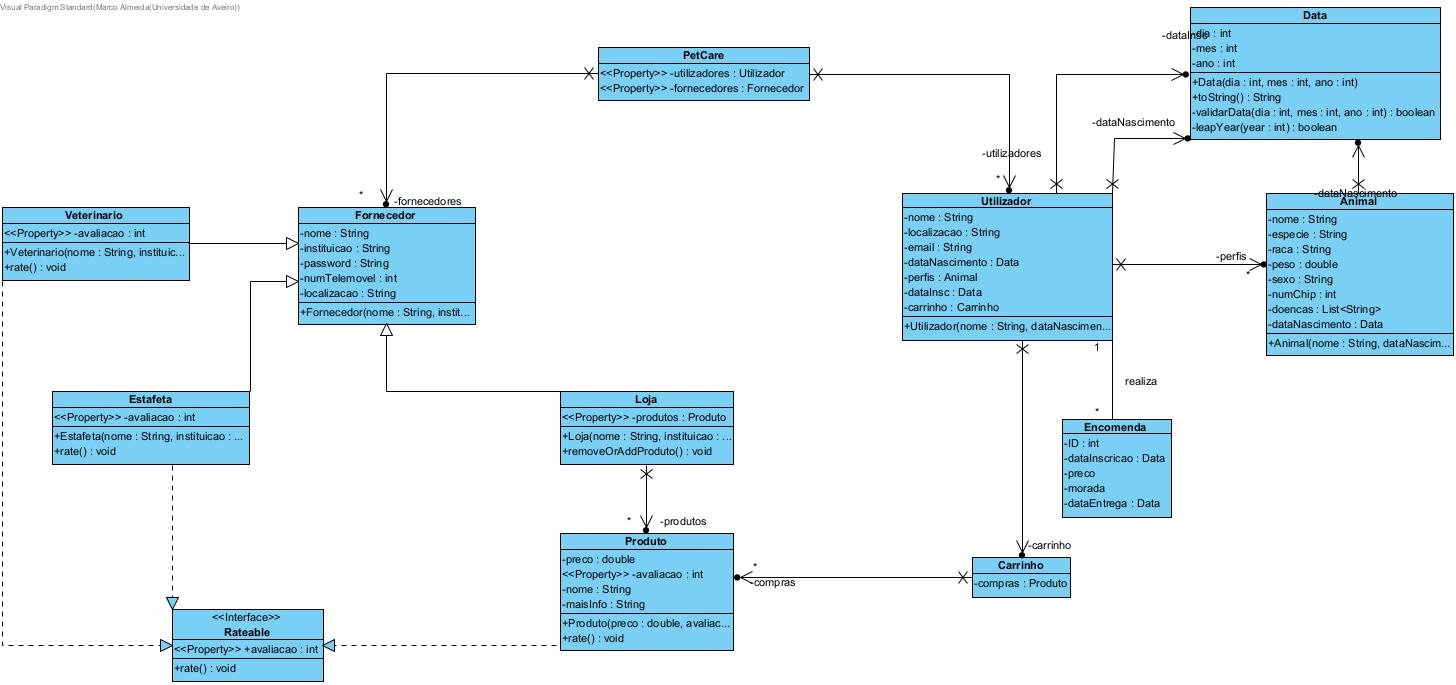 Visual Paradigm Standard(Marco Almeida(Universidade de Aveiro))
PetCare
<<Property>> -utilizadores : Utilizador
<<Property>> -fornecedores : Fornecedor
Data
-dia : int
-mes : int
-ano : int
+Data(dia : int, mes : int, ano : int)
+toString() : String
-validarData(dia : int, mes : int, ano : int) : boolean
-leapYear(year : int) : boolean
-dataInsc
-dataNascimento
-utilizadores
*
*
-fornecedores
-dataNascimento
Veterinario
<<Property>> -avaliacao : int
+Veterinario(nome : String, instituic...
+rate() : void
Fornecedor
-nome : String
-instituicao : String
-password : String
-numTelemovel : int
-localizacao : String
+Fornecedor(nome : String, instit...
Utilizador
-nome : String
-localizacao : String
-email : String
-dataNascimento : Data
-perfis : Animal
-dataInsc : Data
-carrinho : Carrinho
+Utilizador(nome : String, dataNascimen...
-perfis
*
Animal
-nome : String
-especie : String
-raca : String
-peso : double
-sexo : String
-numChip : int
-doencas : List<String>
-dataNascimento : Data
+Animal(nome : String, dataNascim...
1
realiza
*
Estafeta
<<Property>> -avaliacao : int
+Estafeta(nome : String, instituicao : ...
+rate() : void
Loja
<<Property>> -produtos : Produto
+Loja(nome : String, instituicao : ...
+removeOrAddProduto() : void
Encomenda
-ID : int
-dataInscricao : Data
-preco
-morada
-dataEntrega : Data
*
-produtos
Produto
-preco : double
<<Property>> -avaliacao : int
-nome : String
-maisInfo : String
+Produto(preco : double, avaliac...
+rate() : void
*
-compras
-carrinho
Carrinho
-compras : Produto
<<Interface>>
Rateable
<<Property>> +avaliacao : int
+rate() : void